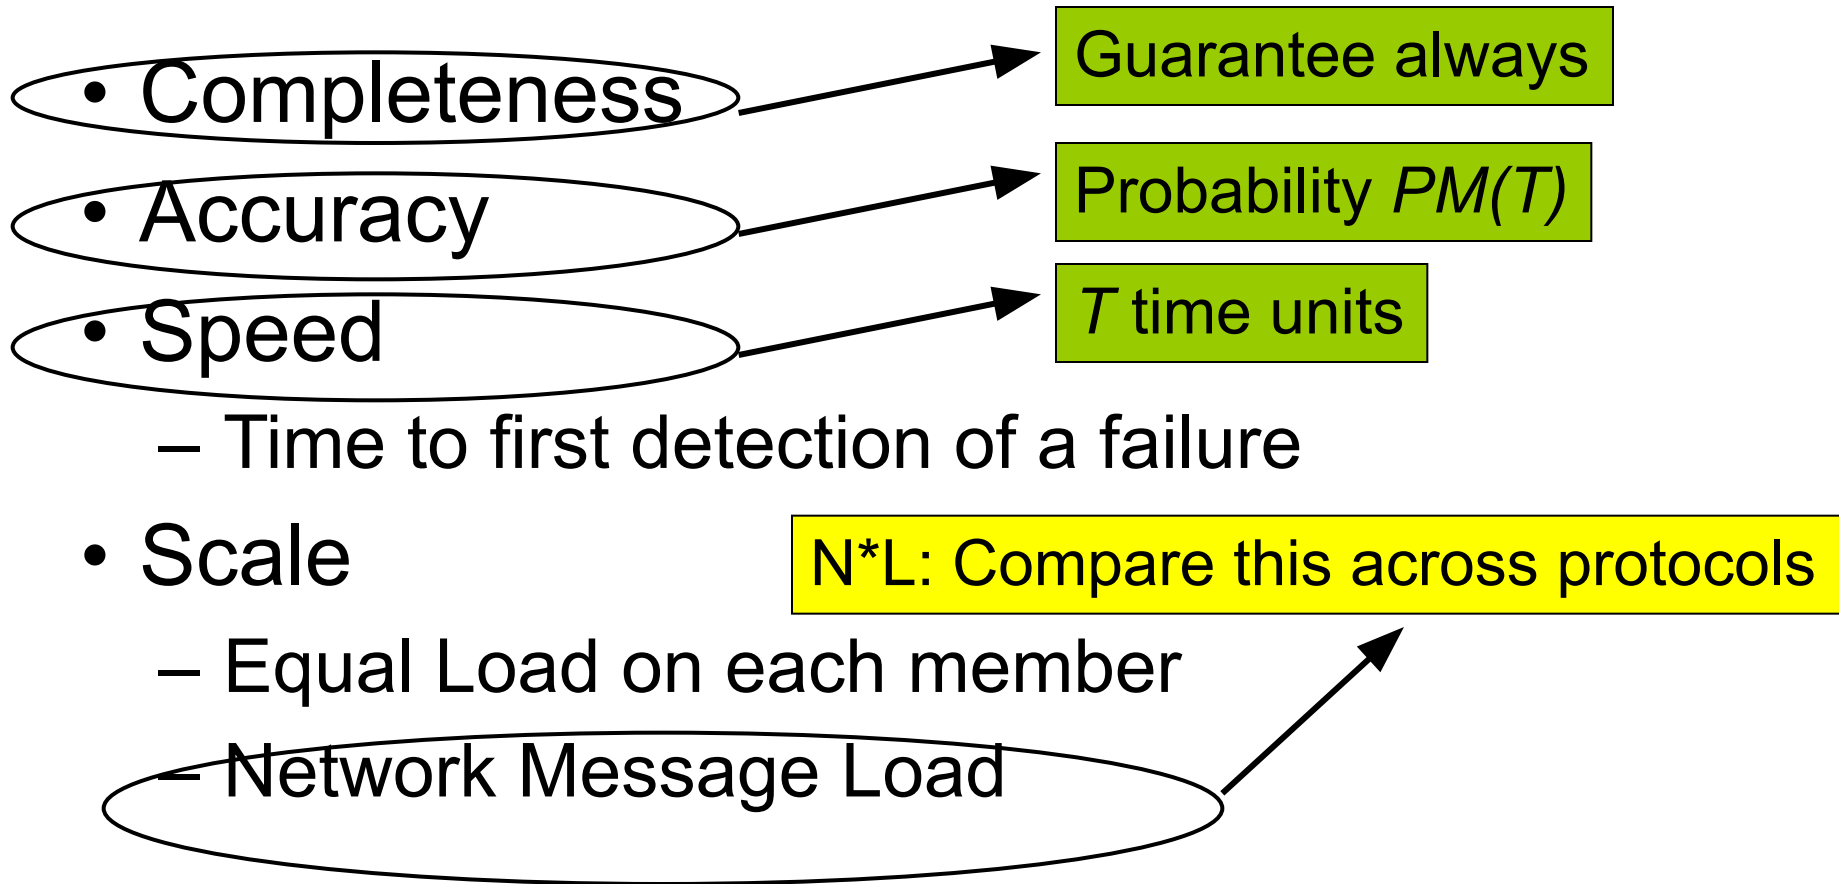 • Completeness
Guarantee always
• Accuracy
Probability PM(T)
• Speed
T time units
– Time to first detection of a failure
• Scale
N*L: Compare this across protocols
– Equal Load on each member
– Network Message Load